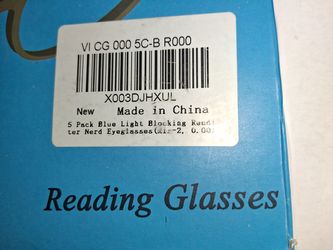 VI CG 000 5C-B R000
X003DJHXUL
New Made in China
5 Pack Blue Light Blocking
ter Nerd Eyeglasses
Reading Glasses